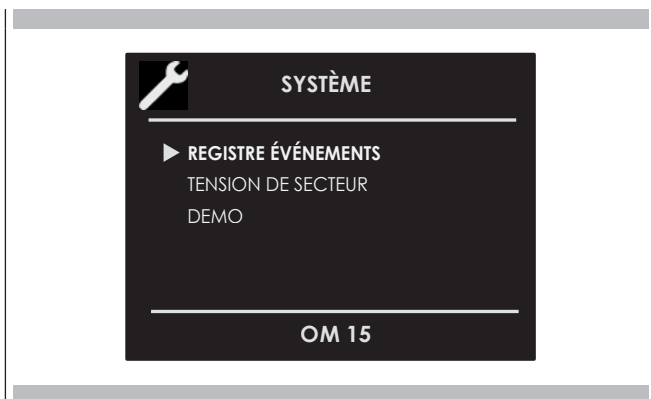 SYSTÈME
REGISTRE ÉVÉNEMENTS
TENSION DE SECTEUR
DEMO
OM 15